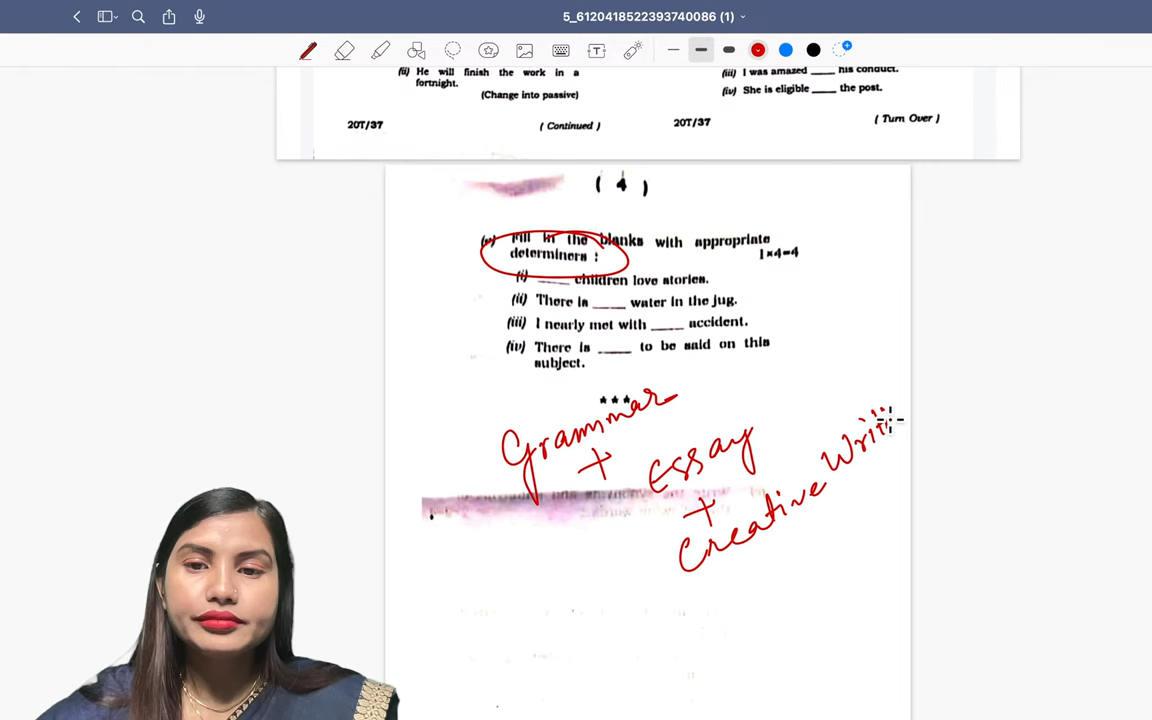 5_6120418522393740086 (1)
(ii) He will finish the work in a
fortnight.
(Change into passive)
20T/37
( Continued )
(iii) I was amazed ____ his conduct.
(iv) She is eligible ____ the post.
20T/37
( Turn Over )
( 4 )
Fill in the blanks with appropriate
determiners :
1×4=4
(i) ____ children love stories.
(ii) There is ____ water in the jug.
(iii) I nearly met with ____ accident.
(iv) There is ____ to be said on this
subject.
***
Grammar
+
Essay
+
Creative Writi